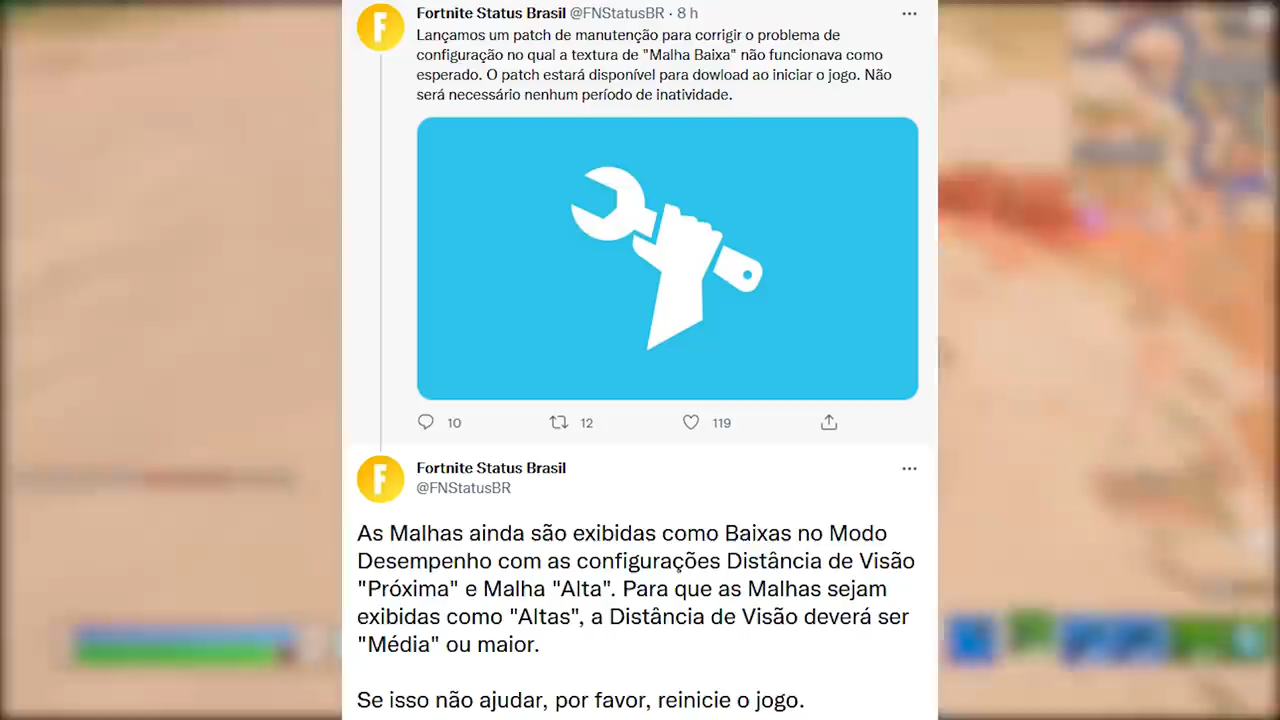 Fortnite Status Brasil @FNStatusBR · 8 h
Lançamos um patch de manutenção para corrigir o problema de
configuração no qual a textura de "Malha Baixa" não funcionava como
esperado. O patch estará disponível para dowload ao iniciar o jogo. Não
será necessário nenhum período de inatividade.
10 12 119
Fortnite Status Brasil
@FNStatusBR
As Malhas ainda são exibidas como Baixas no Modo
Desempenho com as configurações Distância de Visão
"Próxima" e Malha "Alta". Para que as Malhas sejam
exibidas como "Altas", a Distância de Visão deverá ser
"Média" ou maior.
Se isso não ajudar, por favor, reinicie o jogo.